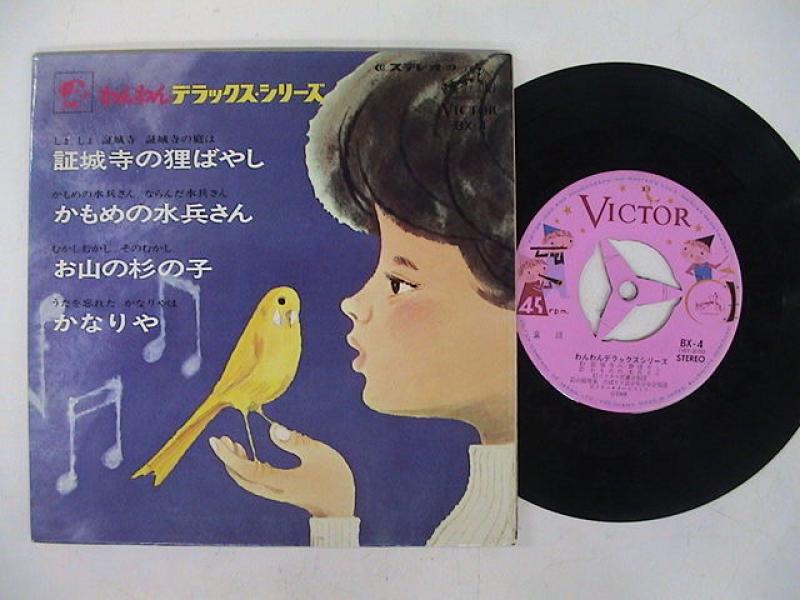 わんわんデラックス・シリーズ
ステレオ
VICTOR
BX-4
しょ しょ 証城寺 証城寺の庭は
証城寺の狸ばやし
かもめの水兵さん ならんだ水兵さん
かもめの水兵さん
むかしむかし そのむかし
お山の杉の子
うたを忘れた かなりやは
かなりや
VICTOR
45 r.p.m.
童謡
BX-4
STEREO
わんわんデラックスシリーズ